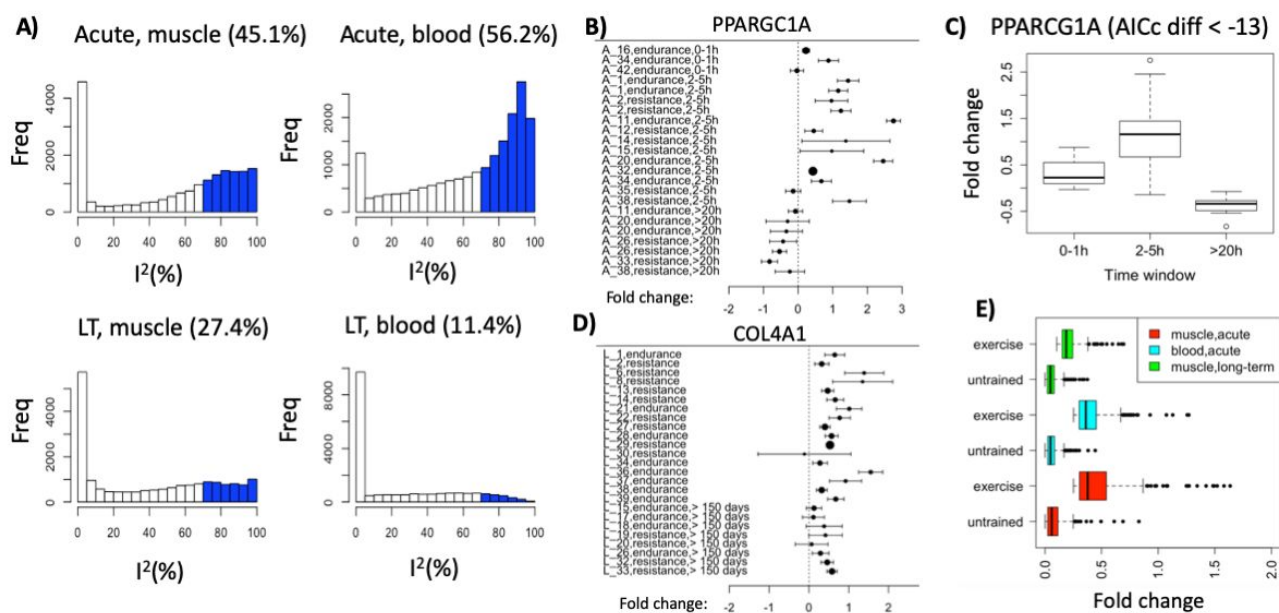 A)
Acute, muscle (45.1%)
Freq
0 2000 4000
0 20 40 60 80 100
I²(%)
Acute, blood (56.2%)
Freq
0 1000 2000 4000
0 20 40 60 80 100
I²(%)
LT, muscle (27.4%)
Freq
0 2000 4000
0 20 40 60 80 100
I²(%)
LT, blood (11.4%)
Freq
0 4000 8000
0 20 40 60 80 100
I²(%)
B)
PPARGC1A
A_16,endurance,0-1h
A_34,endurance,0-1h
A_42,endurance,0-1h
A_1,endurance,2-5h
A_1,endurance,2-5h
A_2,resistance,2-5h
A_2,resistance,2-5h
A_11,endurance,2-5h
A_12,resistance,2-5h
A_14,resistance,2-5h
A_15,resistance,2-5h
A_20,endurance,2-5h
A_32,endurance,2-5h
A_34,endurance,2-5h
A_35,resistance,2-5h
A_38,resistance,2-5h
A_11,endurance,>20h
A_20,endurance,>20h
A_20,endurance,>20h
A_26,resistance,>20h
A_26,resistance,>20h
A_33,resistance,>20h
A_38,resistance,>20h
Fold change:
-2 -1 0 1 2 3
C)
PPARCG1A (AICc diff < -13)
Fold change
-0.5 0.5 1.5 2.5
0-1h 2-5h >20h
Time window
D)
COL4A1
L_1,endurance
L_2,resistance
L_6,resistance
L_8,resistance
L_13,resistance
L_14,resistance
L_21,endurance
L_22,resistance
L_27,resistance
L_28,endurance
L_29,resistance
L_30,resistance
L_34,endurance
L_36,endurance
L_37,endurance
L_38,endurance
L_39,endurance
L_15,endurance,> 150 days
L_17,endurance,> 150 days
L_18,endurance,> 150 days
L_19,resistance,> 150 days
L_20,resistance,> 150 days
L_26,endurance,> 150 days
L_32,resistance,> 150 days
L_33,resistance,> 150 days
Fold change:
-2 -1 0 1 2
E)
muscle,acute
blood,acute
muscle,long-term
exercise
untrained
exercise
untrained
exercise
untrained
0.0 0.5 1.0 1.5 2.0
Fold change